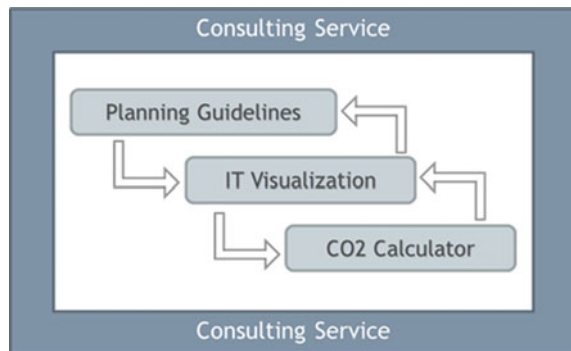 Consulting Service
Planning Guidelines
IT Visualization
CO2 Calculator
Consulting Service